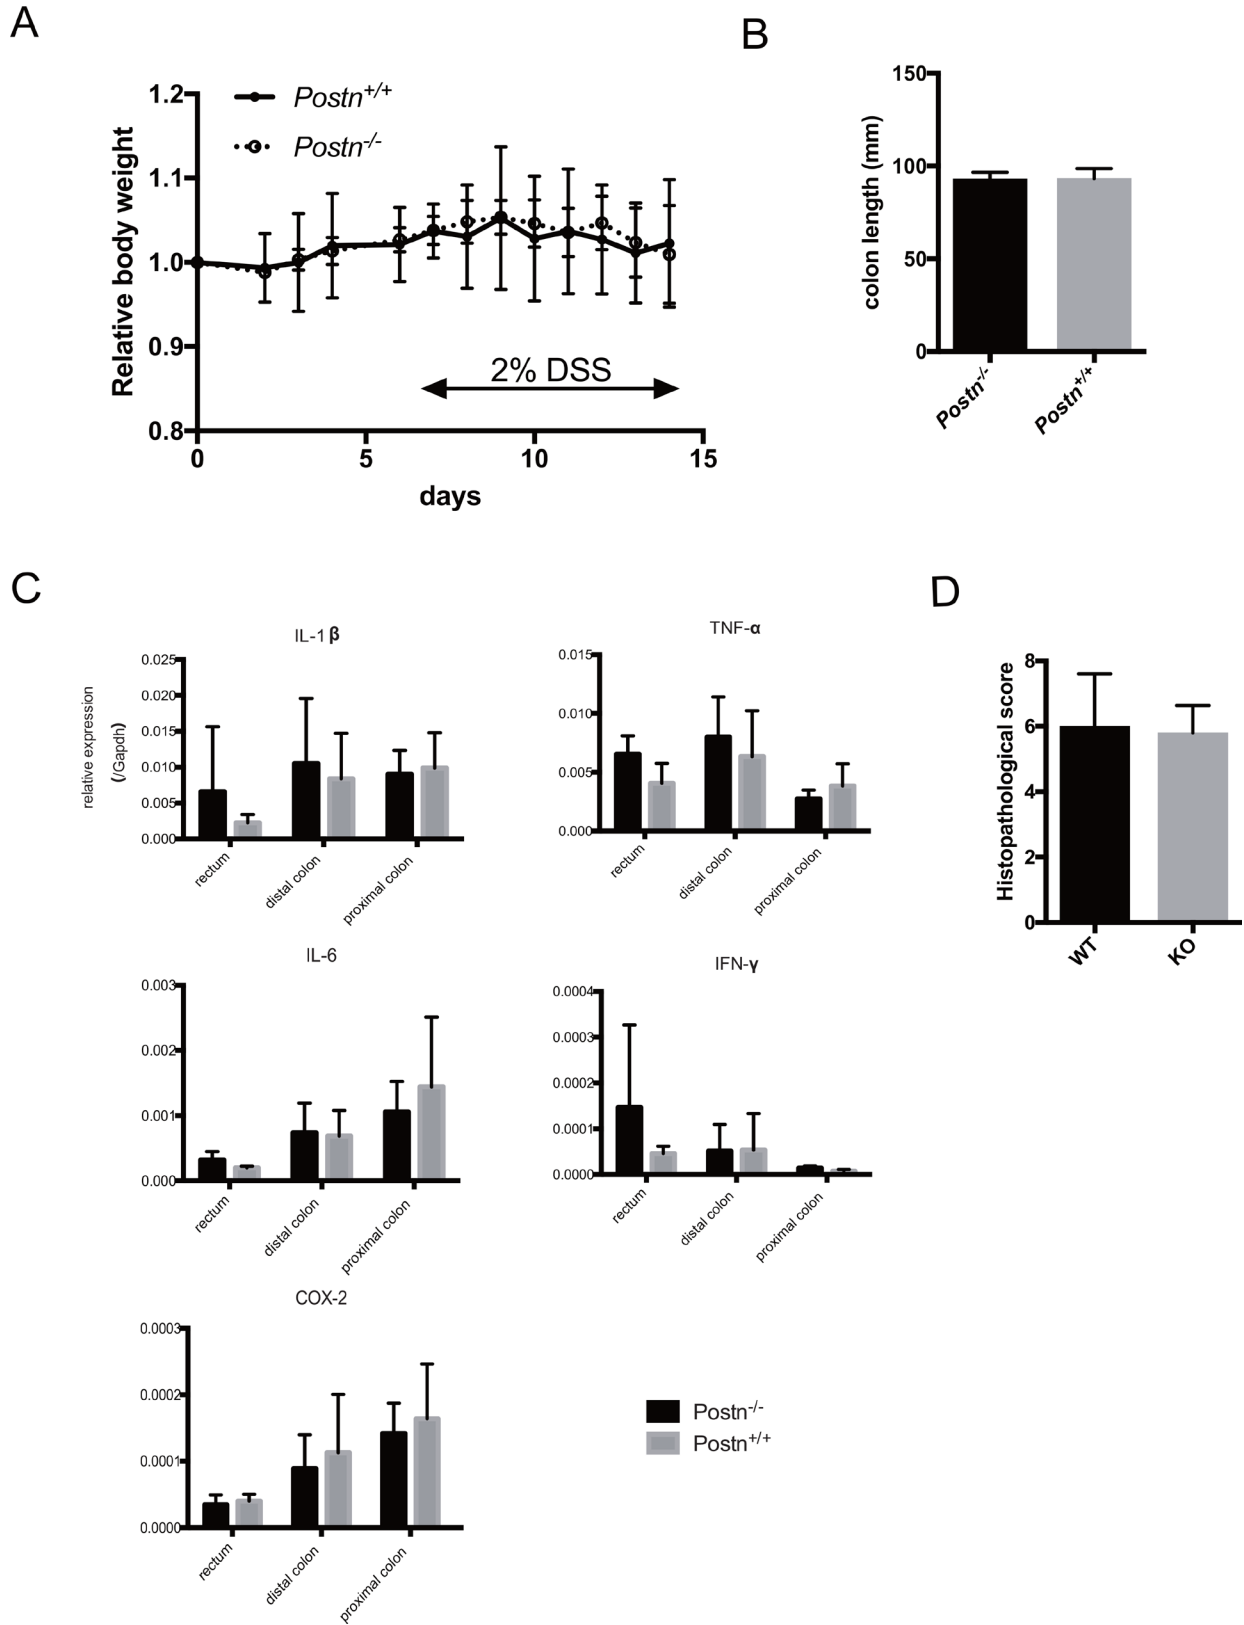 A
B
Postn+/+
Postn-/-
1.2
1.1
1.0
0.9
0.8
Relative body weight
2% DSS
0
5
10
15
days
150
100
50
0
colon length (mm)
Postn-/-
Postn+/+
C
D
IL-1 β
0.025
0.020
0.015
0.010
0.005
0.000
relative expression
(/Gapdh)
rectum
distal colon
proximal colon
TNF-α
0.015
0.010
0.005
0.000
rectum
distal colon
proximal colon
8
6
4
2
0
Histopathological score
WT
KO
IL-6
0.003
0.002
0.001
0.000
rectum
distal colon
proximal colon
IFN-γ
0.0004
0.0003
0.0002
0.0001
0.0000
rectum
distal colon
proximal colon
COX-2
0.0003
0.0002
0.0001
0.0000
rectum
distal colon
proximal colon
Postn-/-
Postn+/+